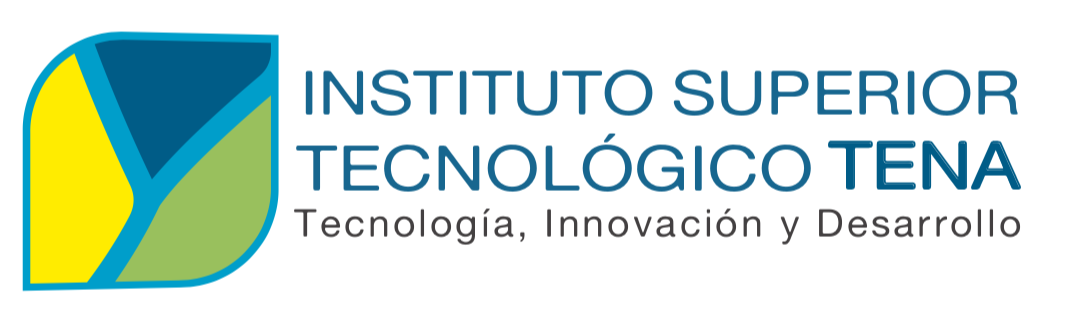 INSTITUTO SUPERIOR
TECNOLÓGICO TENA
Tecnología, Innovación y Desarrollo